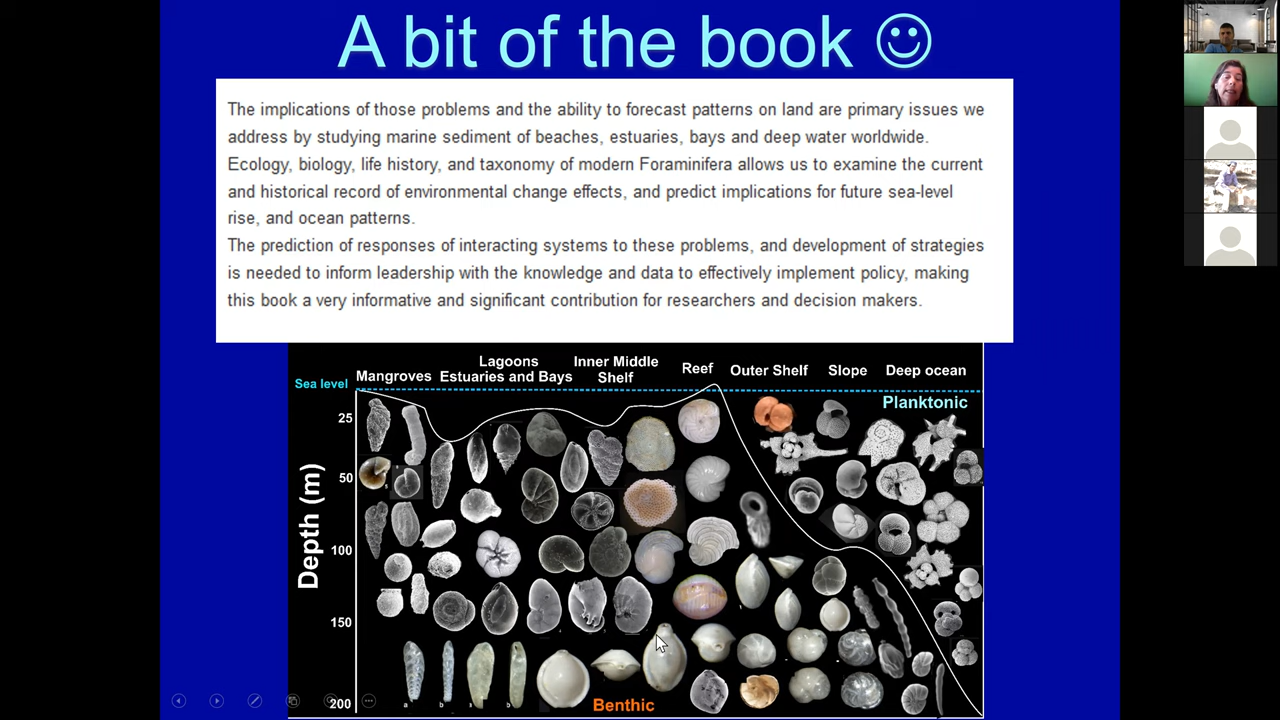 A bit of the book ☺
The implications of those problems and the ability to forecast patterns on land are primary issues we
address by studying marine sediment of beaches, estuaries, bays and deep water worldwide.
Ecology, biology, life history, and taxonomy of modern Foraminifera allows us to examine the current
and historical record of environmental change effects, and predict implications for future sea-level
rise, and ocean patterns.
The prediction of responses of interacting systems to these problems, and development of strategies
is needed to inform leadership with the knowledge and data to effectively implement policy, making
this book a very informative and significant contribution for researchers and decision makers.
Mangroves
Lagoons
Estuaries and Bays
Inner Middle
Shelf
Reef
Outer Shelf
Slope
Deep ocean
Sea level
Planktonic
25
50
Depth (m)
100
150
200
a
b
b
Benthic